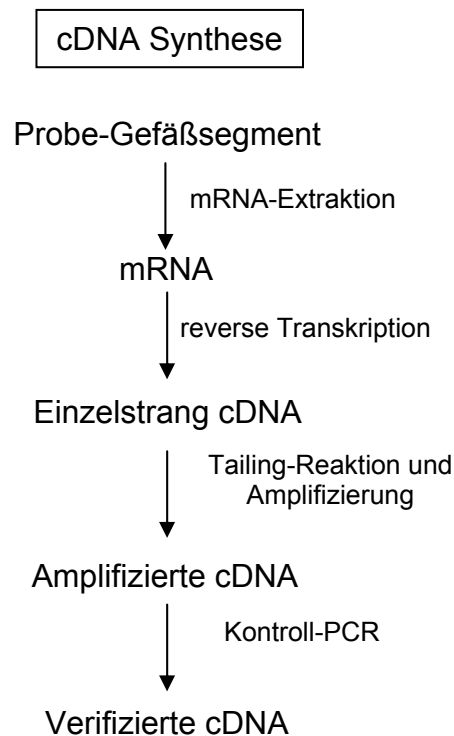 cDNA Synthese
Probe-Gefäßsegment
mRNA-Extraktion
mRNA
reverse Transkription
Einzelstrang cDNA
Tailing-Reaktion und
Amplifizierung
Amplifizierte cDNA
Kontroll-PCR
Verifizierte cDNA